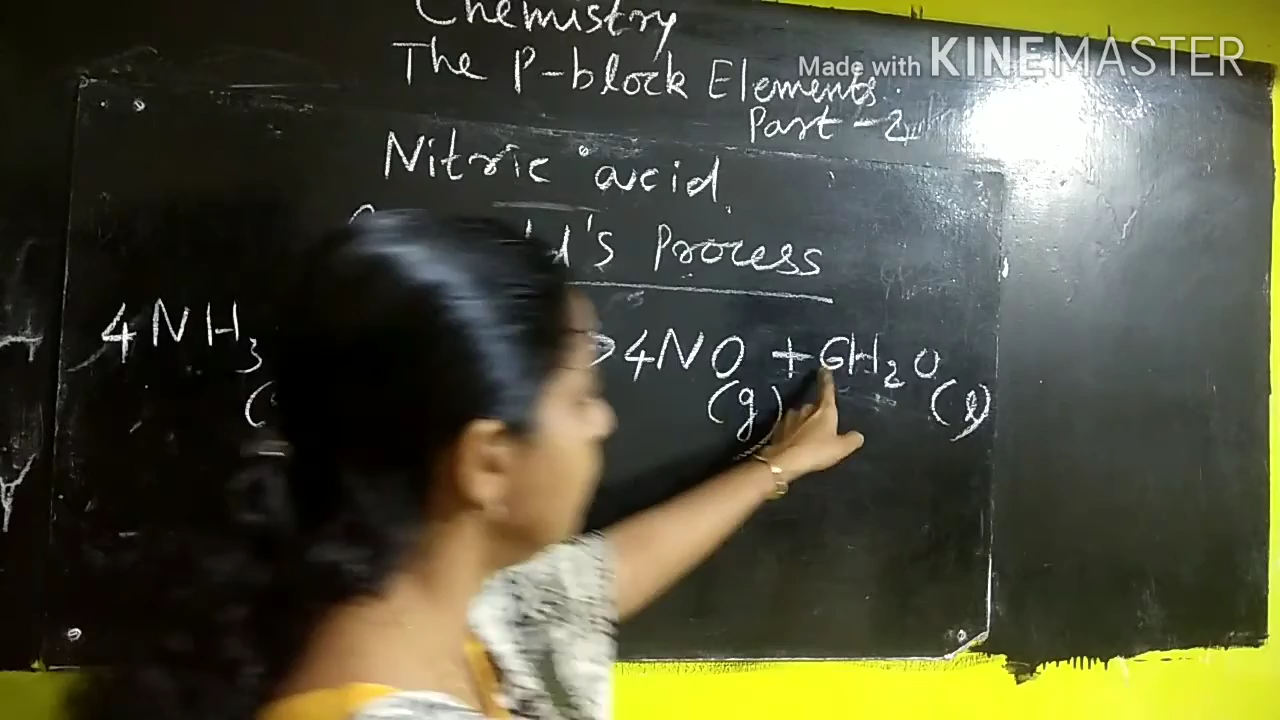 Chemistry
Made with KINEMASTER
The P-block Elements.
Part - 2
Nitric acid
's Process
4NH3 4NO + 6H2O
(g) (l)